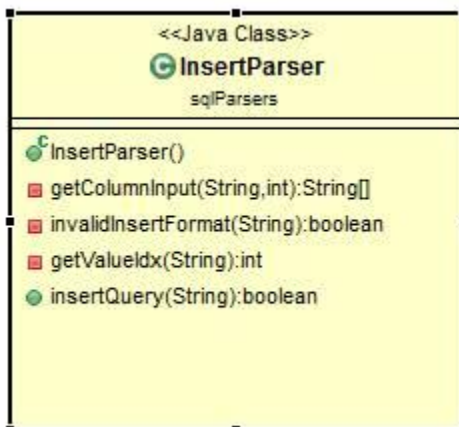 <<Java Class>>
C InsertParser
sqlParsers
C InsertParser()
getColumnInput(String,int):String[]
invalidInsertFormat(String):boolean
getValueIdx(String):int
insertQuery(String):boolean